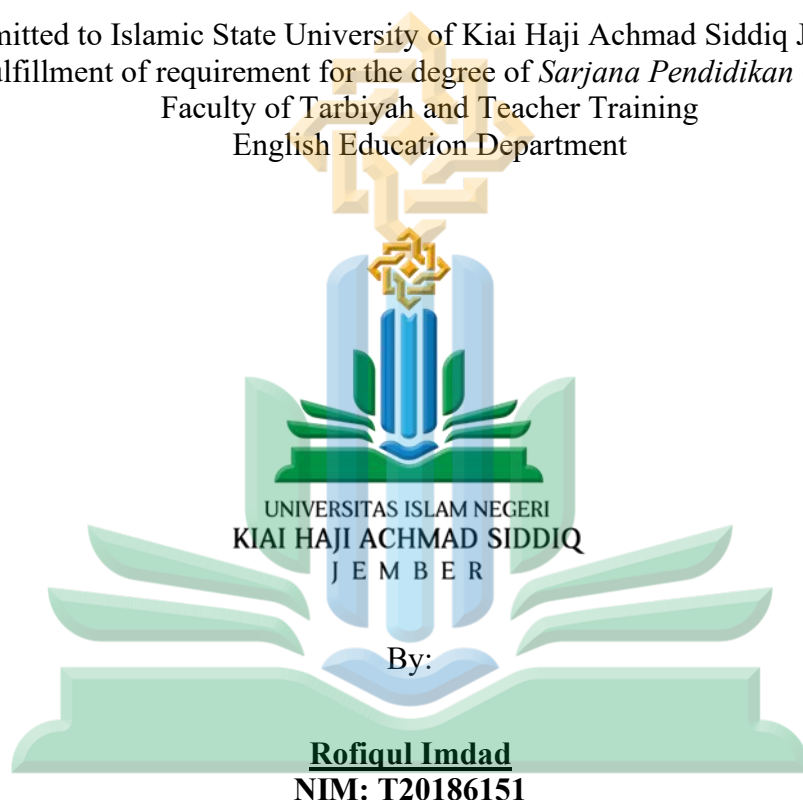 mitted to Islamic State University of Kiai Haji Achmad Siddiq J
lfillment of requirement for the degree of Sarjana Pendidikan
Faculty of Tarbiyah and Teacher Training
English Education Department
UNIVERSITAS ISLAM NEGERI
KIAI HAJI ACHMAD SIDDIQ
JEMBER
By:
Rofiqul Imdad
NIM: T20186151